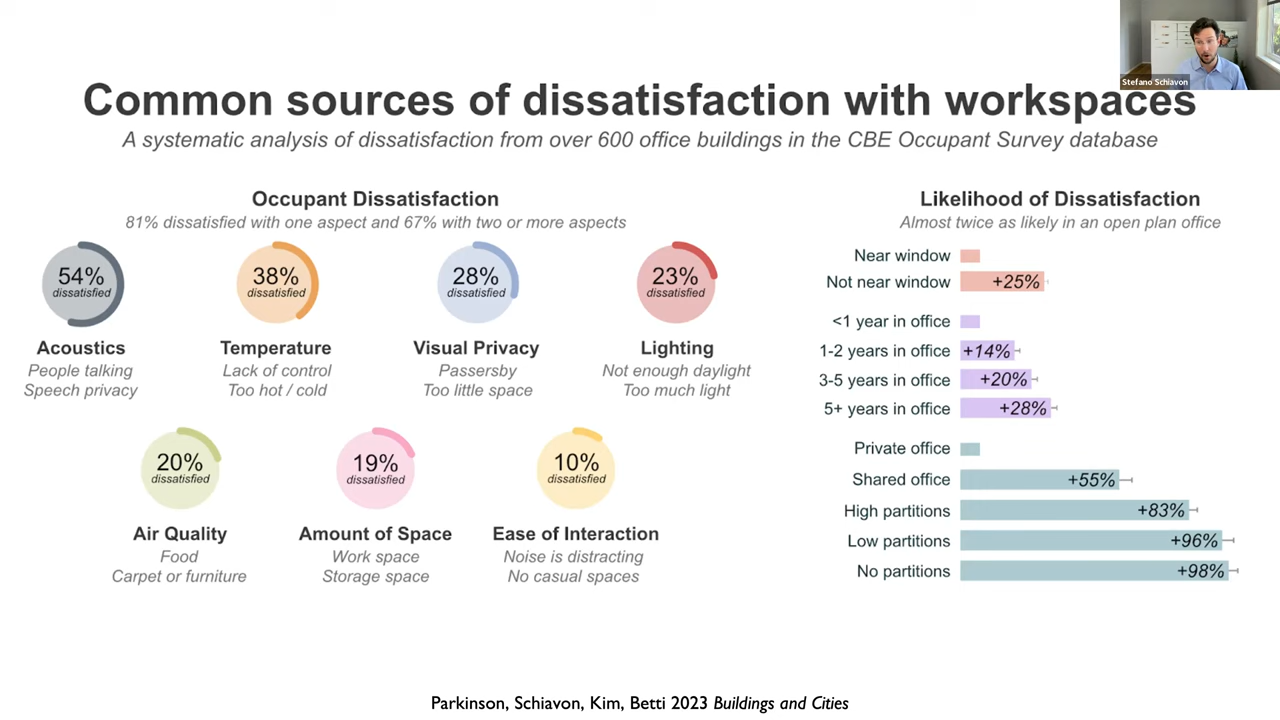 Stefano Schiavon
Common sources of dissatisfaction with workspaces
A systematic analysis of dissatisfaction from over 600 office buildings in the CBE Occupant Survey database
Occupant Dissatisfaction
81% dissatisfied with one aspect and 67% with two or more aspects
54%
dissatisfied
Acoustics
People talking
Speech privacy
38%
dissatisfied
Temperature
Lack of control
Too hot / cold
28%
dissatisfied
Visual Privacy
Passersby
Too little space
23%
dissatisfied
Lighting
Not enough daylight
Too much light
20%
dissatisfied
Air Quality
Food
Carpet or furniture
19%
dissatisfied
Amount of Space
Work space
Storage space
10%
dissatisfied
Ease of Interaction
Noise is distracting
No casual spaces
Likelihood of Dissatisfaction
Almost twice as likely in an open plan office
Near window
Not near window +25%
<1 year in office
1-2 years in office +14%
3-5 years in office +20%
5+ years in office +28%
Private office
Shared office +55%
High partitions +83%
Low partitions +96%
No partitions +98%
Parkinson, Schiavon, Kim, Betti 2023 Buildings and Cities